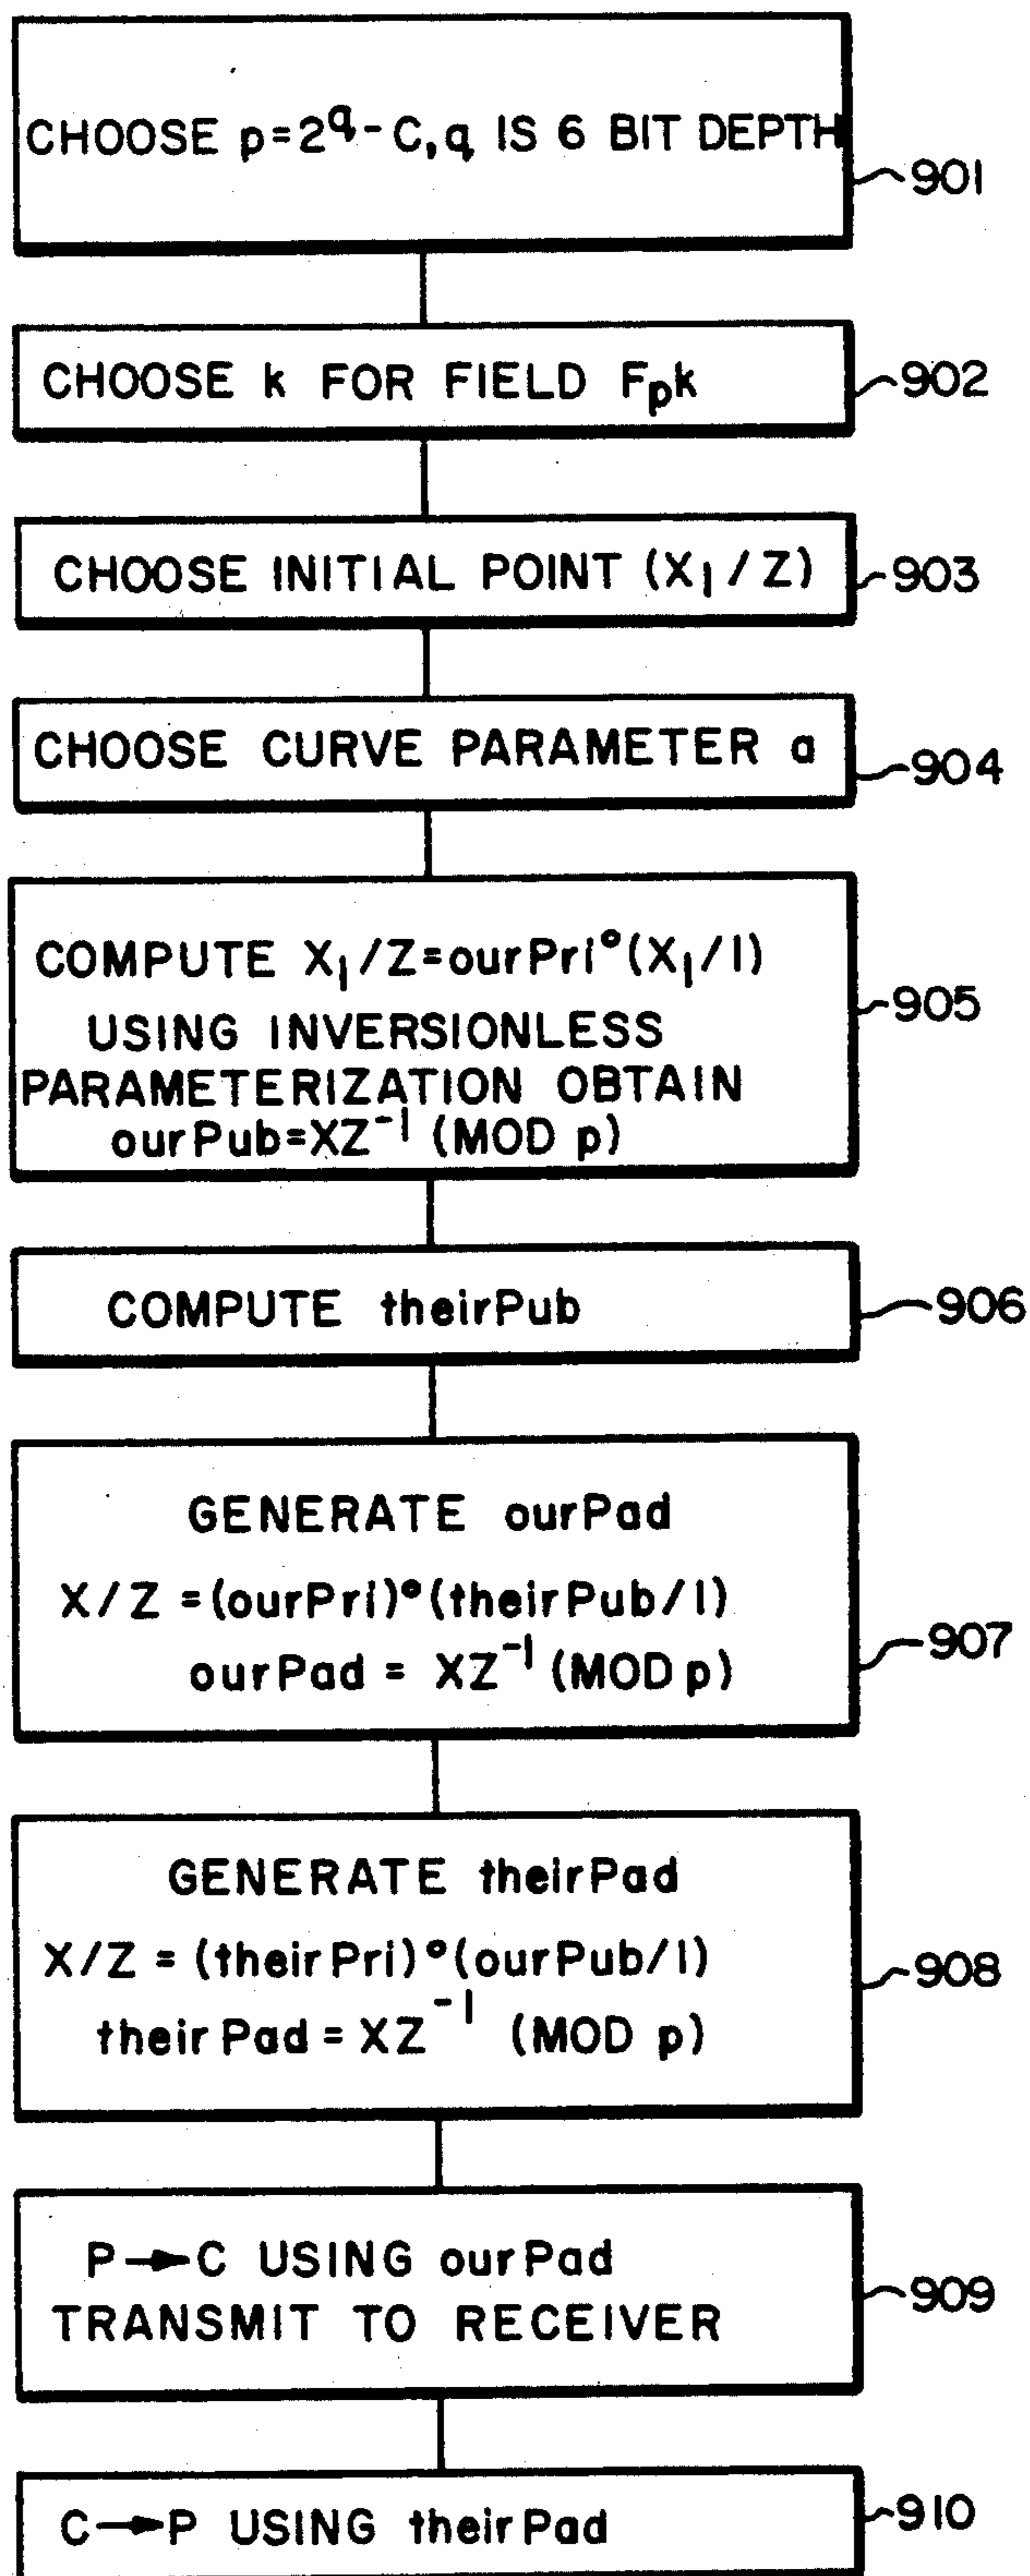 CHOOSE p=2^q-C, q IS 6 BIT DEPTH
901
CHOOSE k FOR FIELD F_pk
902
CHOOSE INITIAL POINT (X₁/Z)
903
CHOOSE CURVE PARAMETER a
904
COMPUTE X₁/Z=ourPri°(X₁/1)
USING INVERSIONLESS
PARAMETERIZATION OBTAIN
ourPub=XZ⁻¹ (MOD p)
905
COMPUTE theirPub
906
GENERATE ourPad
X/Z =(ourPri)°(theirPub/1)
ourPad = XZ⁻¹ (MOD p)
907
GENERATE theirPad
X/Z = (theirPri)°(ourPub/1)
theirPad = XZ⁻¹ (MOD p)
908
P→C USING ourPad
TRANSMIT TO RECEIVER
909
C→P USING theirPad
910